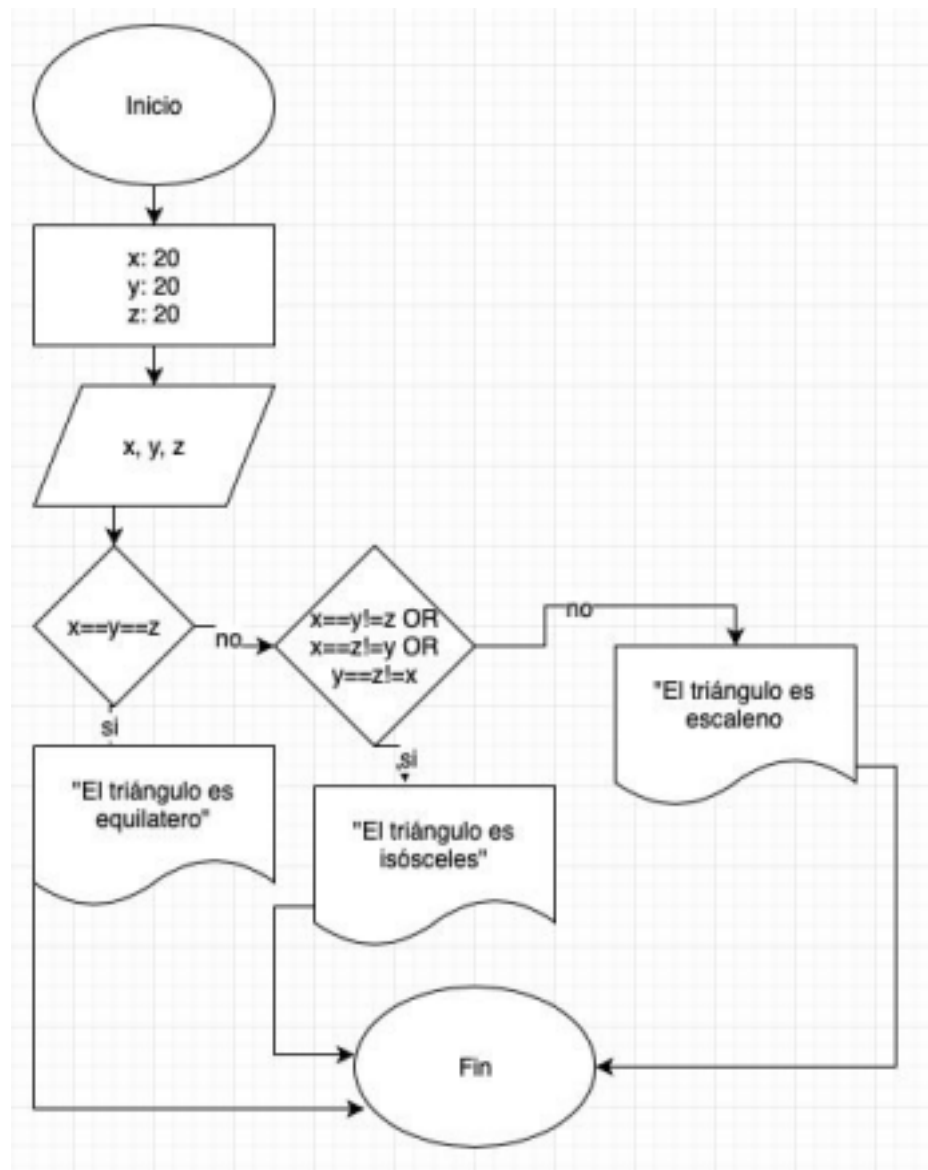 Inicio
x: 20
y: 20
z: 20
x, y, z
x==y==z
no
x==y!=z OR
x==z!=y OR
y==z!=x
no
"El triángulo es
escaleno
si
"El triángulo es
equilatero"
si
"El triángulo es
isósceles"
Fin